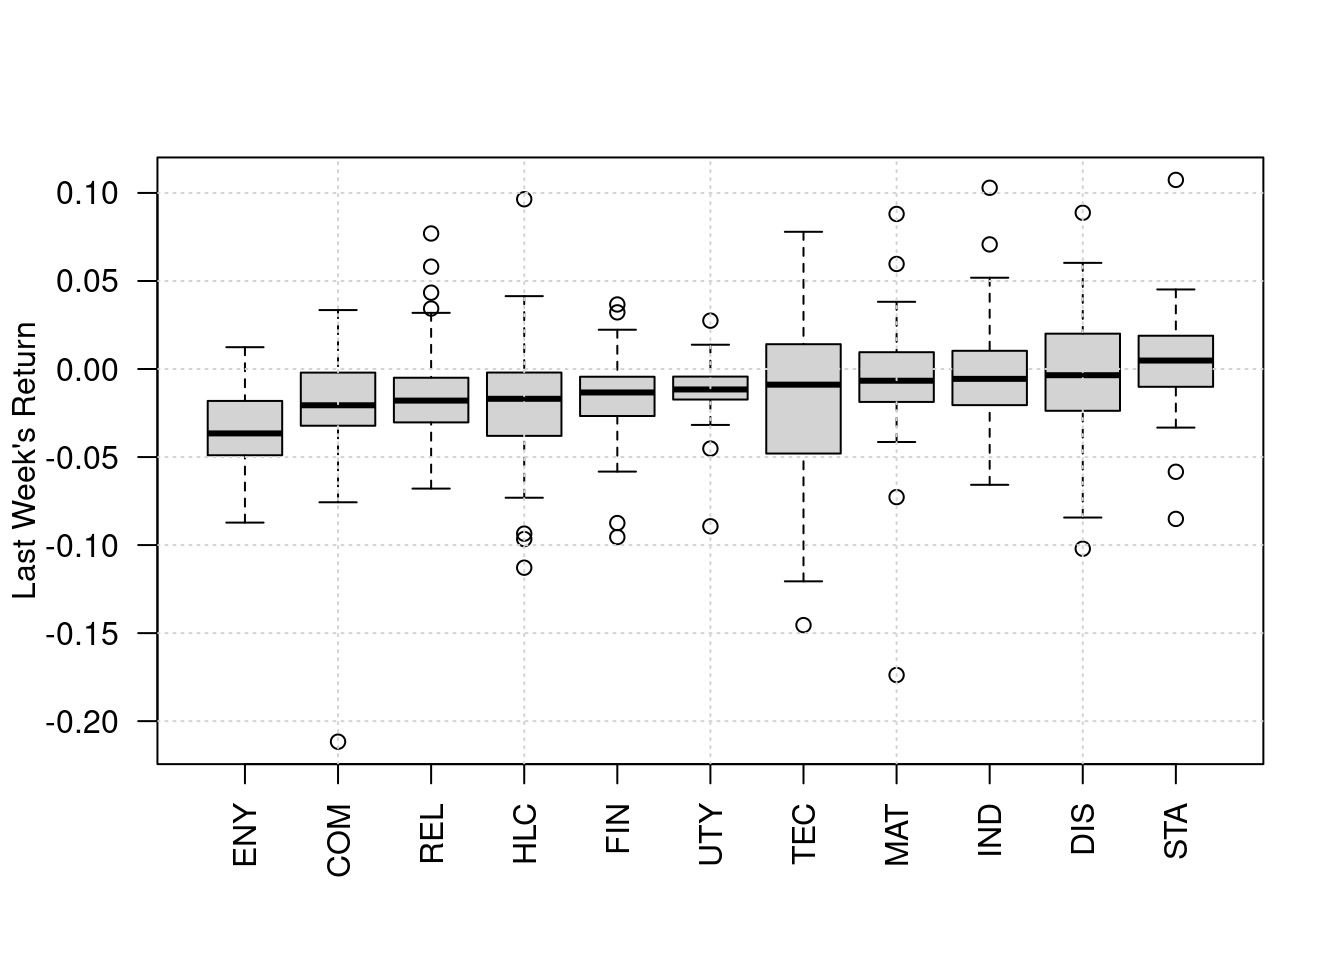 Last Week's Return
0.10
0.05
0.00
-0.05
-0.10
-0.15
-0.20
ENY
COM
REL
HLC
FIN
UTY
TEC
MAT
IND
DIS
STA